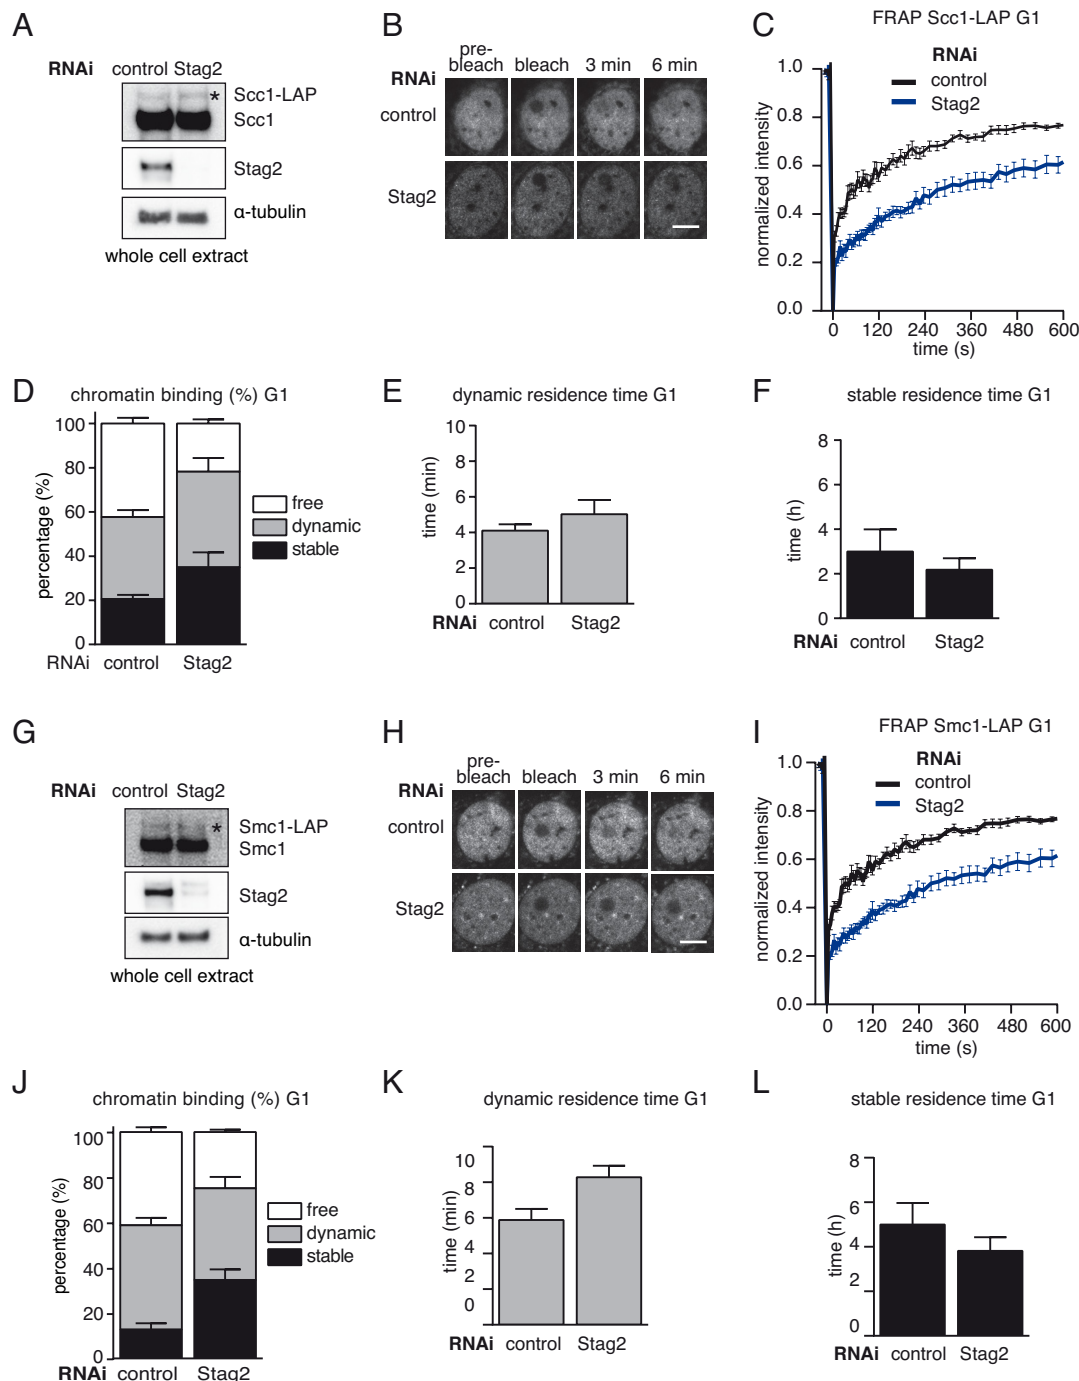 A
RNAi control Stag2
Scc1-LAP
*
Scc1
Stag2
α-tubulin
whole cell extract
B
pre-
bleach bleach 3 min 6 min
RNAi
control
Stag2
C
FRAP Scc1-LAP G1
RNAi
control
Stag2
normalized intensity
1.0
0.8
0.6
0.4
0.2
0.0
0 120 240 360 480 600
time (s)
D
chromatin binding (%) G1
percentage (%)
100
80
60
40
20
0
free
dynamic
stable
RNAi control Stag2
E
dynamic residence time G1
time (min)
10
8
6
4
2
0
RNAi control Stag2
F
stable residence time G1
time (h)
8
6
4
2
0
RNAi control Stag2
G
RNAi control Stag2
Smc1-LAP
*
Smc1
Stag2
α-tubulin
whole cell extract
H
pre-
bleach bleach 3 min 6 min
RNAi
control
Stag2
I
FRAP Smc1-LAP G1
RNAi
control
Stag2
normalized intensity
1.0
0.8
0.6
0.4
0.2
0.0
0 120 240 360 480 600
time (s)
J
chromatin binding (%) G1
percentage (%)
100
80
60
40
20
0
free
dynamic
stable
RNAi control Stag2
K
dynamic residence time G1
time (min)
10
8
6
4
2
0
RNAi control Stag2
L
stable residence time G1
time (h)
8
6
4
2
0
RNAi control Stag2